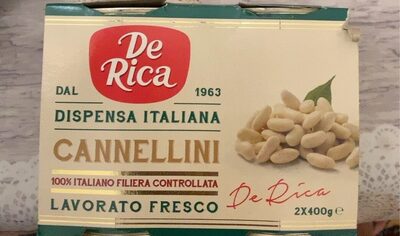 De
Rica
DAL 1963
DISPENSA ITALIANA
CANNELLINI
100% ITALIANO FILIERA CONTROLLATA
LAVORATO FRESCO
De Rica
2X400g e